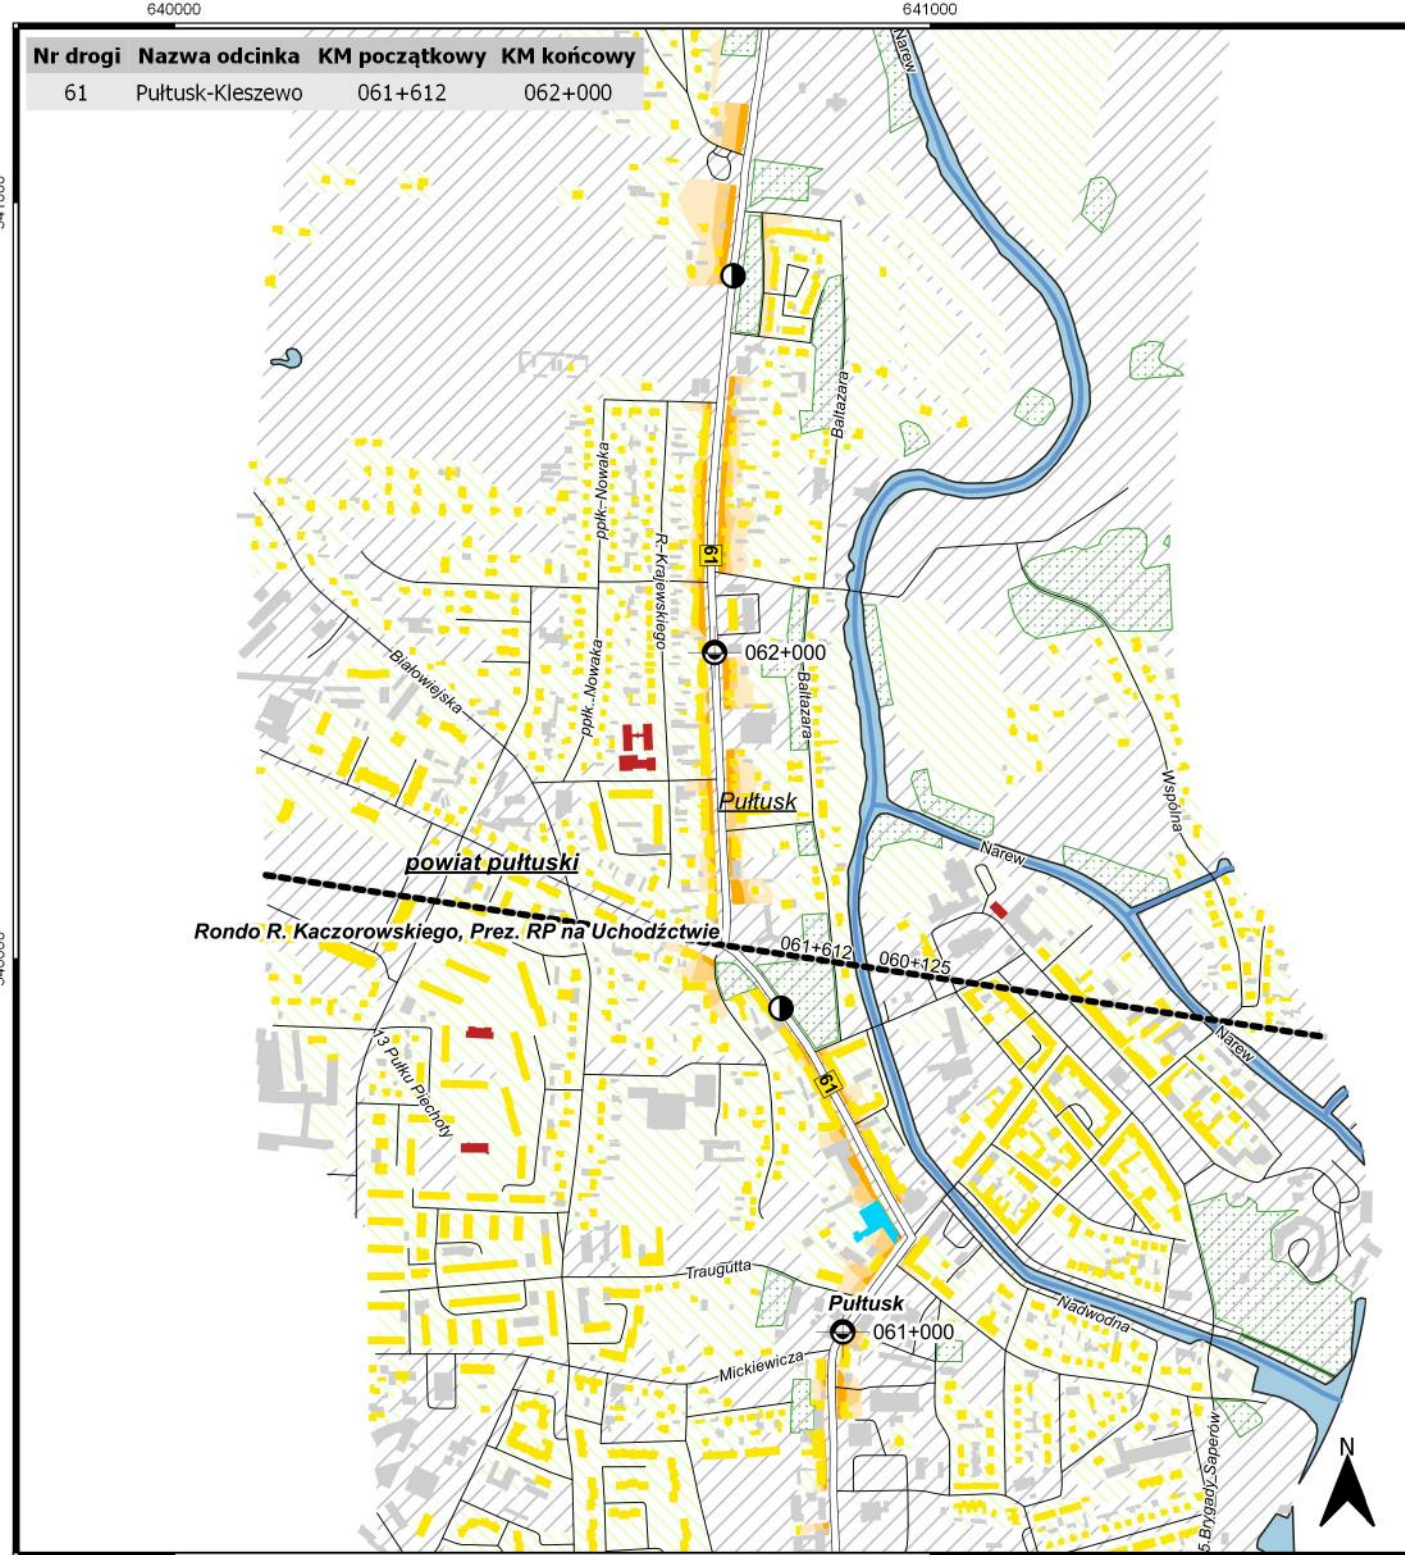 640000
641000
Nr drogi Nazwa odcinka KM początkowy KM końcowy
61 Pułtusk-Kleszewo 061+612 062+000
Narew
Baltazara
ppłk. Nowaka
R. Krajewskiego
61
062+000
Białowiejska
ppłk. Nowaka
Baltazara
Pułtusk
Wspólna
Narew
powiat pułtuski
Rondo R. Kaczorowskiego, Prez. RP na Uchodźctwie
061+612
060+125
Narew
13 Pułku Piechoty
61
Traugutta
Pułtusk
061+000
Nadwodna
Mickiewicza
5.Brygady Saperów
N